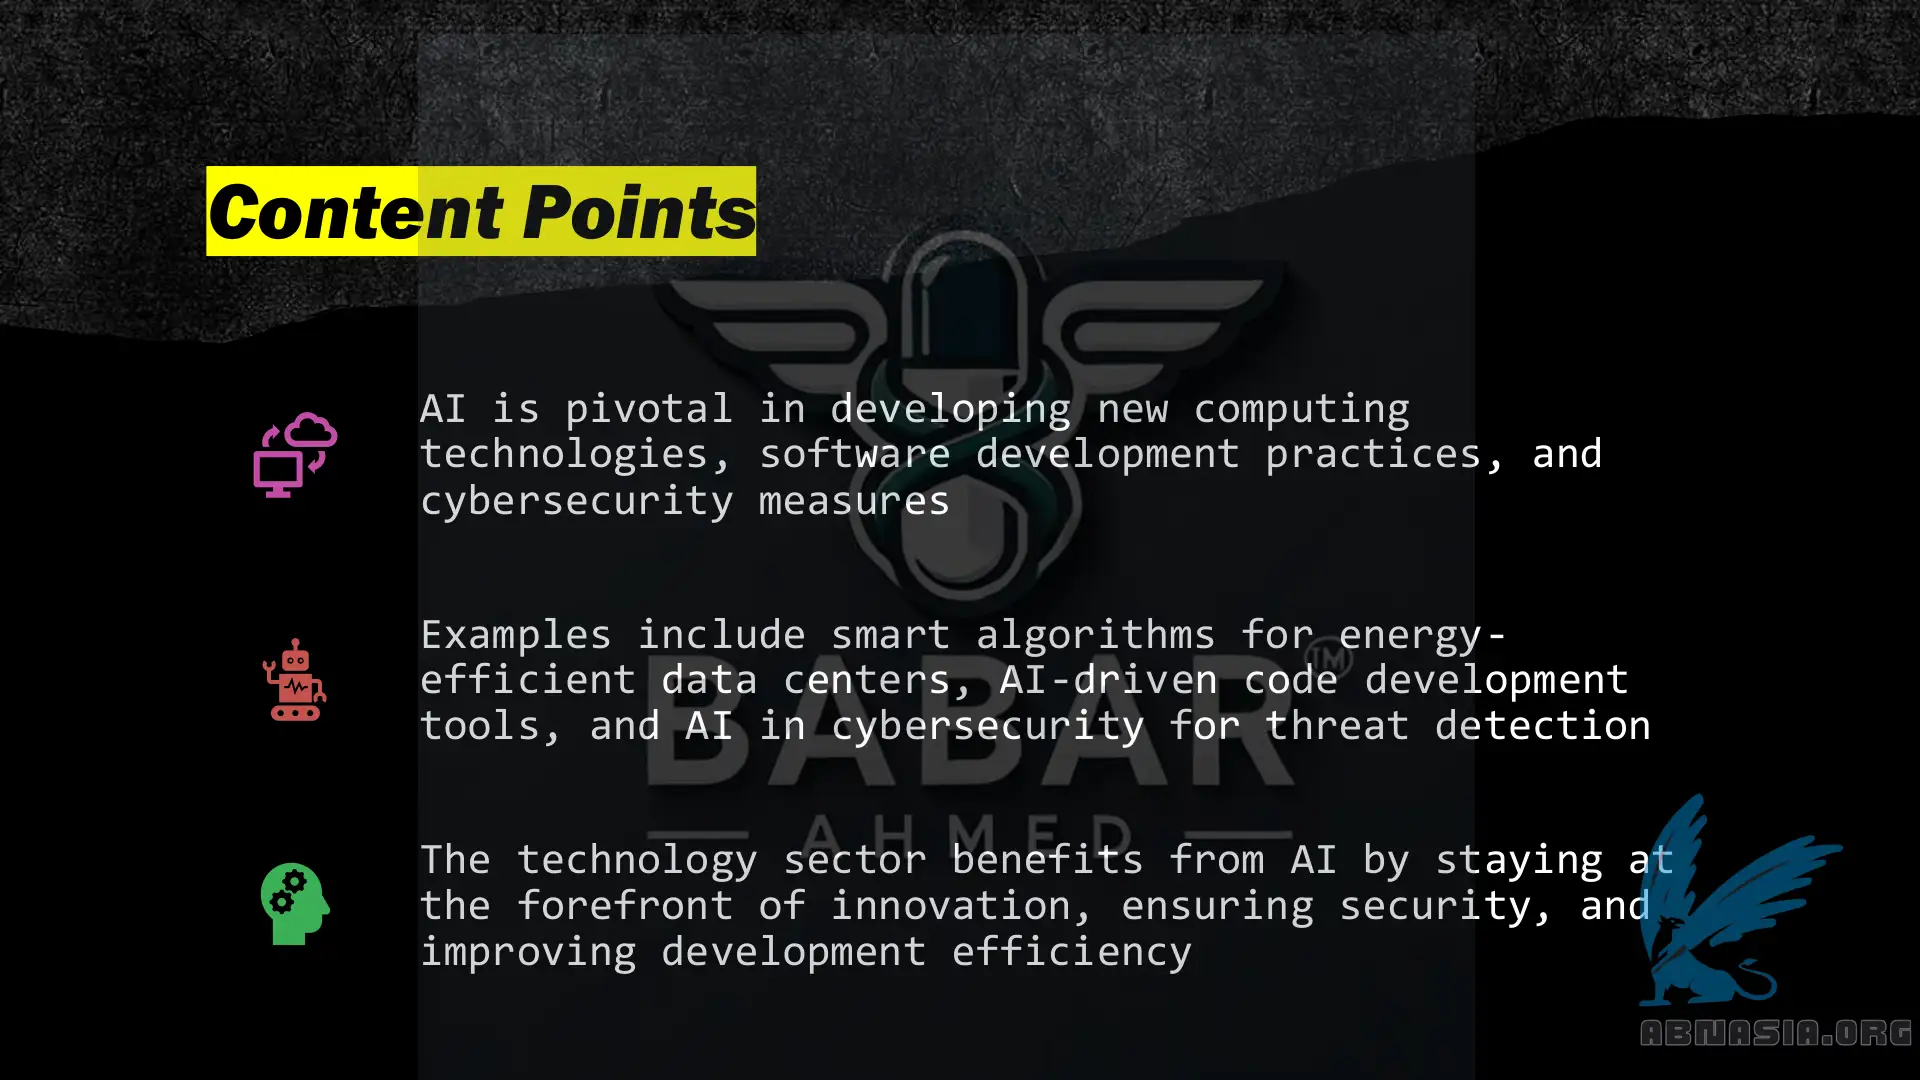 Content Points
AI is pivotal in developing new computing
technologies, software development practices, and
cybersecurity measures
Examples include smart algorithms for energy-
efficient data centers, AI-driven code development
tools, and AI in cybersecurity for threat detection
BABAR™
AHMED
The technology sector benefits from AI by staying at
the forefront of innovation, ensuring security, and
improving development efficiency
ABNASIA.ORG